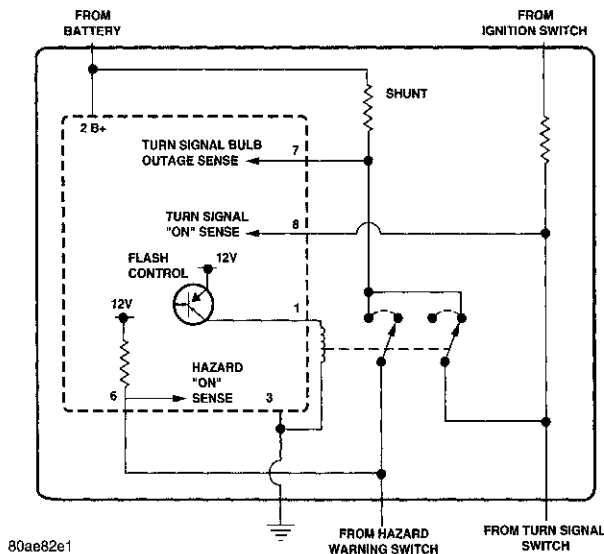 FROM
BATTERY
FROM
IGNITION SWITCH
SHUNT
2 B+
TURN SIGNAL BULB
OUTAGE SENSE
7
TURN SIGNAL
"ON" SENSE
8
FLASH
CONTROL
12V
12V
1
HAZARD
"ON"
SENSE
6
3
80ae82e1
FROM HAZARD
WARNING SWITCH
FROM TURN SIGNAL
SWITCH